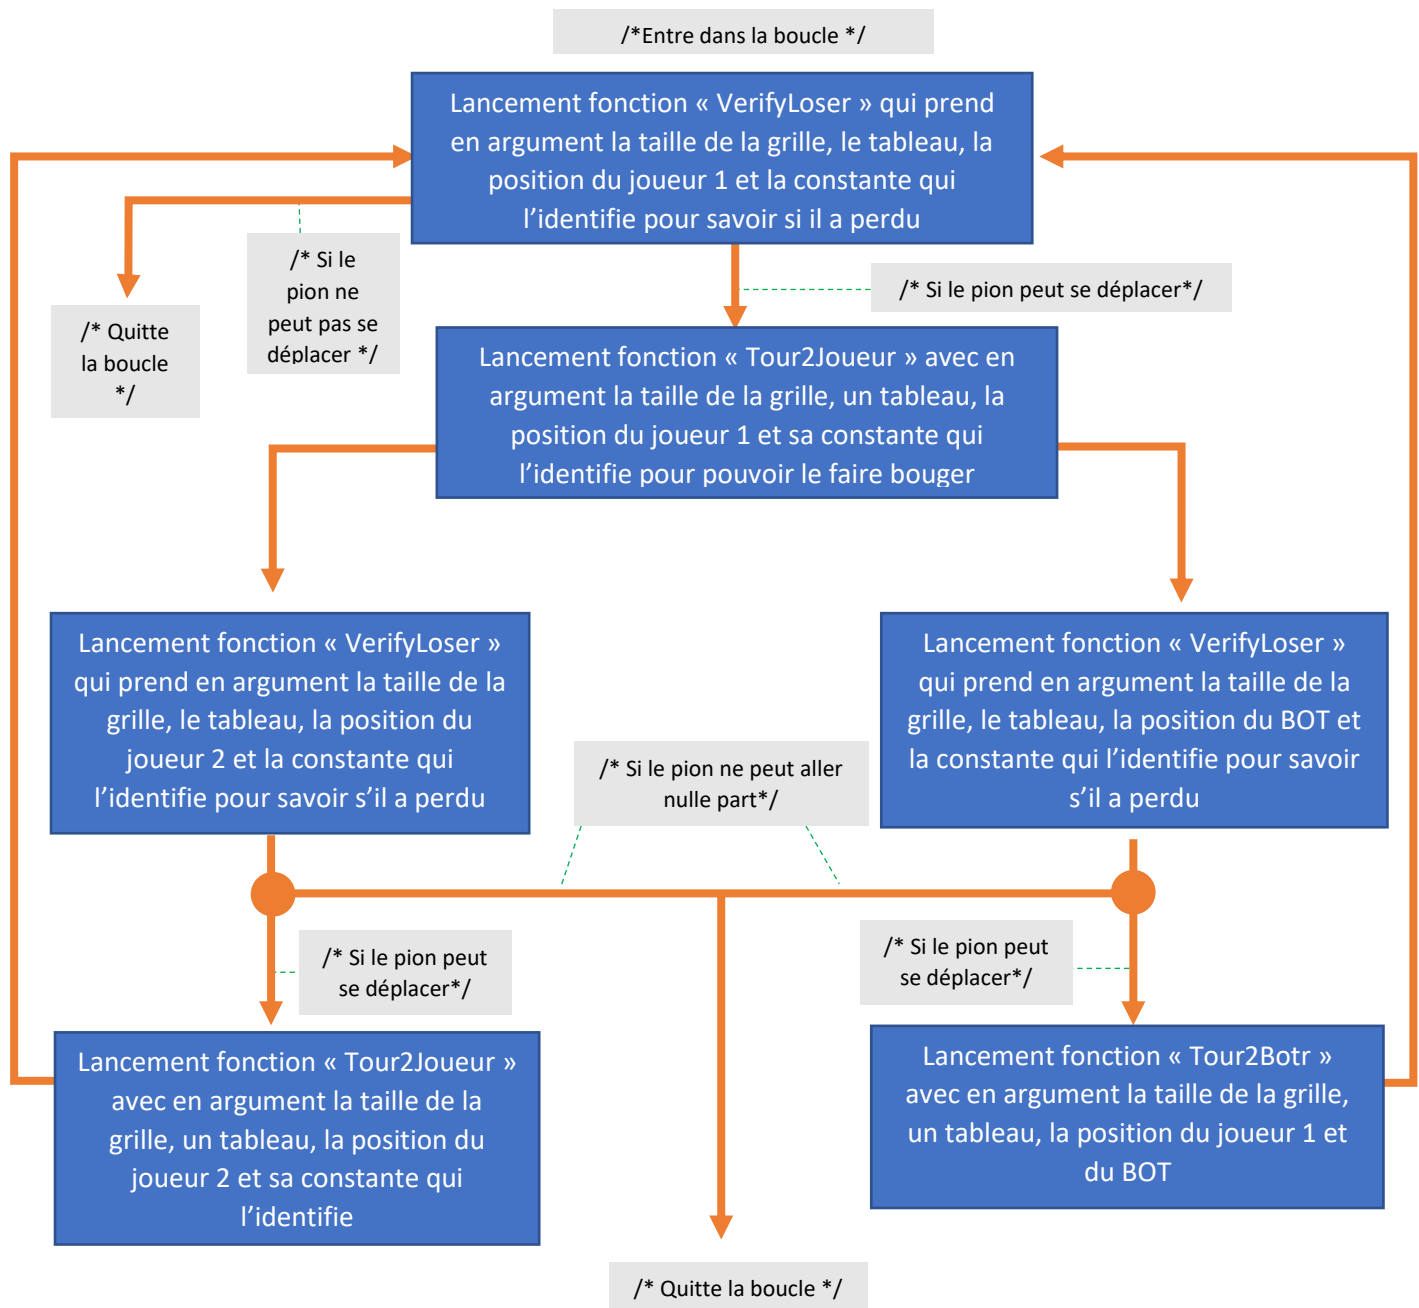 /*Entre dans la boucle */
Lancement fonction « VerifyLoser » qui prend
en argument la taille de la grille, le tableau, la
position du joueur 1 et la constante qui
l’identifie pour savoir si il a perdu
/* Si le
pion ne
peut pas se
déplacer */
/* Si le pion peut se déplacer*/
/* Quitte
la boucle
*/
Lancement fonction « Tour2Joueur » avec en
argument la taille de la grille, un tableau, la
position du joueur 1 et sa constante qui
l’identifie pour pouvoir le faire bouger
Lancement fonction « VerifyLoser »
qui prend en argument la taille de la
grille, le tableau, la position du
joueur 2 et la constante qui
l’identifie pour savoir s’il a perdu
Lancement fonction « VerifyLoser »
qui prend en argument la taille de la
grille, le tableau, la position du BOT et
la constante qui l’identifie pour savoir
s’il a perdu
/* Si le pion ne peut aller
nulle part*/
/* Si le pion peut
se déplacer*/
/* Si le pion peut
se déplacer*/
Lancement fonction « Tour2Joueur »
avec en argument la taille de la
grille, un tableau, la position du
joueur 2 et sa constante qui
l’identifie
Lancement fonction « Tour2Botr »
avec en argument la taille de la grille,
un tableau, la position du joueur 1 et
du BOT
/* Quitte la boucle */